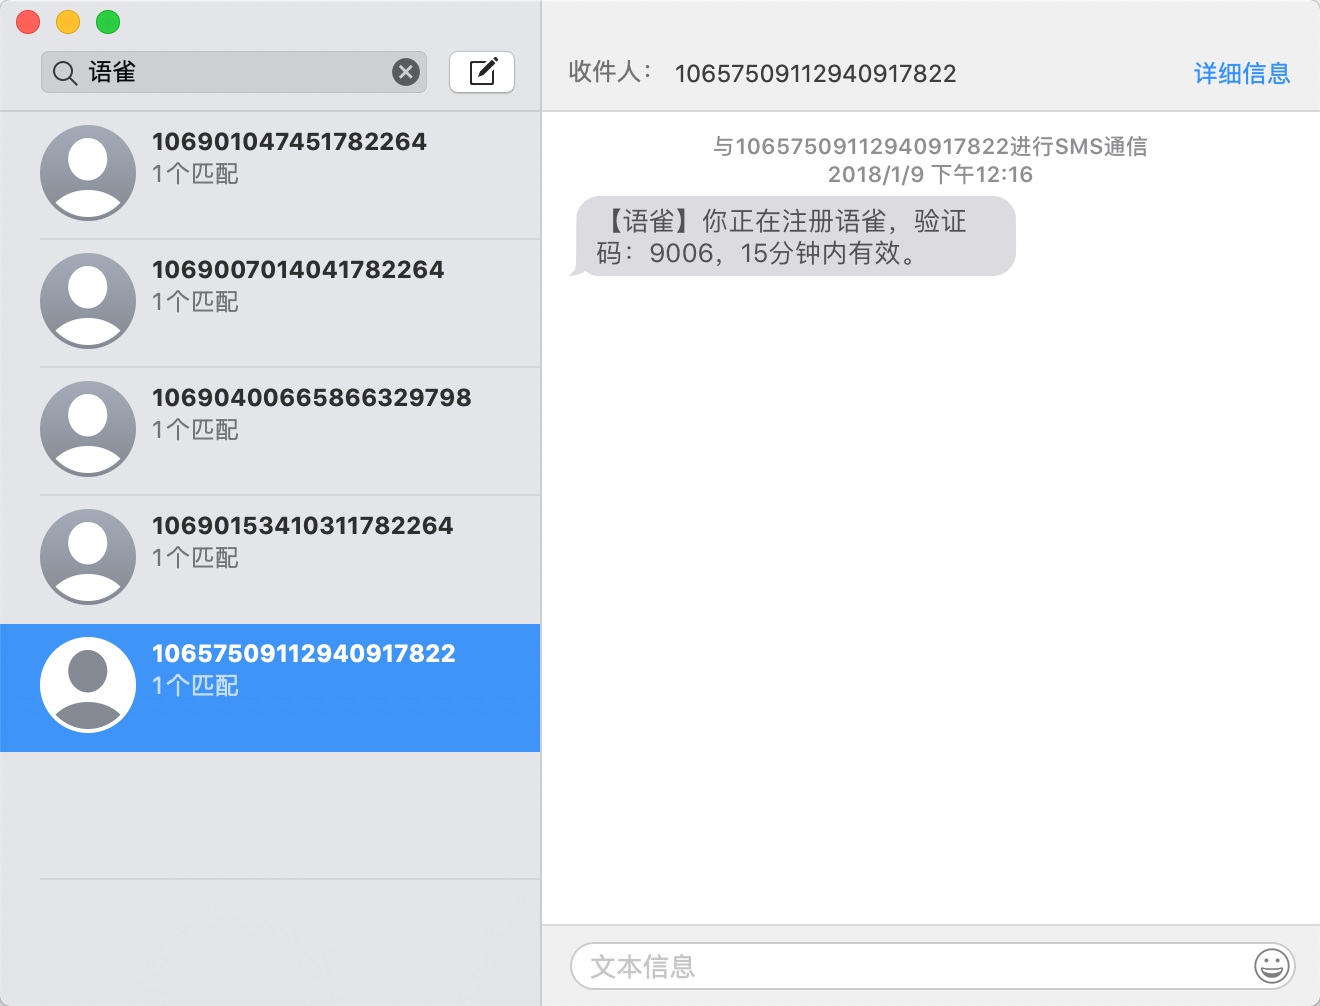 语雀
106901047451782264
1个匹配
1069007014041782264
1个匹配
10690400665866329798
1个匹配
10690153410311782264
1个匹配
10657509112940917822
1个匹配
收件人： 10657509112940917822
详细信息
与10657509112940917822进行SMS通信
2018/1/9 下午12:16
【语雀】你正在注册语雀，验证
码：9006，15分钟内有效。
文本信息